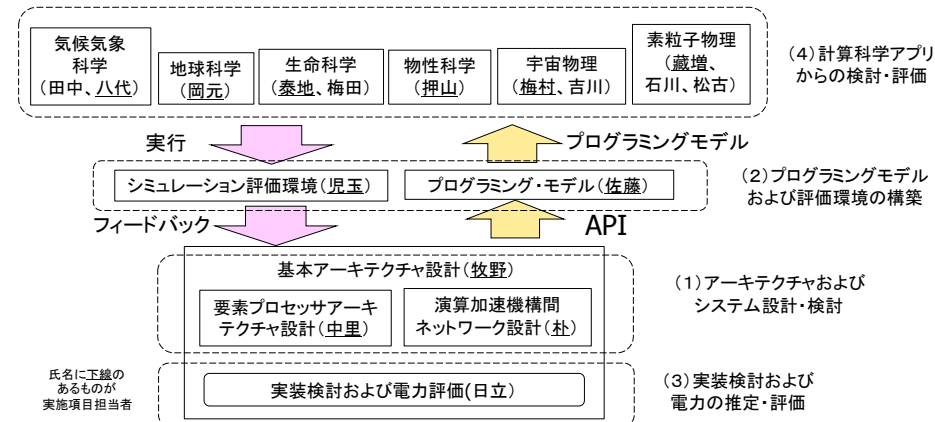 気候気象
科学
(田中、八代)
地球科学
(岡元)
生命科学
(泰地、梅田)
物性科学
(押山)
宇宙物理
(梅村、吉川)
素粒子物理
(藏増、
石川、松古)
(4)計算科学アプリ
からの検討・評価
実行
プログラミングモデル
シミュレーション評価環境(児玉)
プログラミング・モデル(佐藤)
(2)プログラミングモデル
および評価環境の構築
フィードバック
API
基本アーキテクチャ設計(牧野)
要素プロセッサアーキ
テクチャ設計(中里)
演算加速機構間
ネットワーク設計(朴)
(1)アーキテクチャおよび
システム設計・検討
氏名に下線の
あるものが
実施項目担当者
実装検討および電力評価(日立)
(3)実装検討および
電力の推定・評価